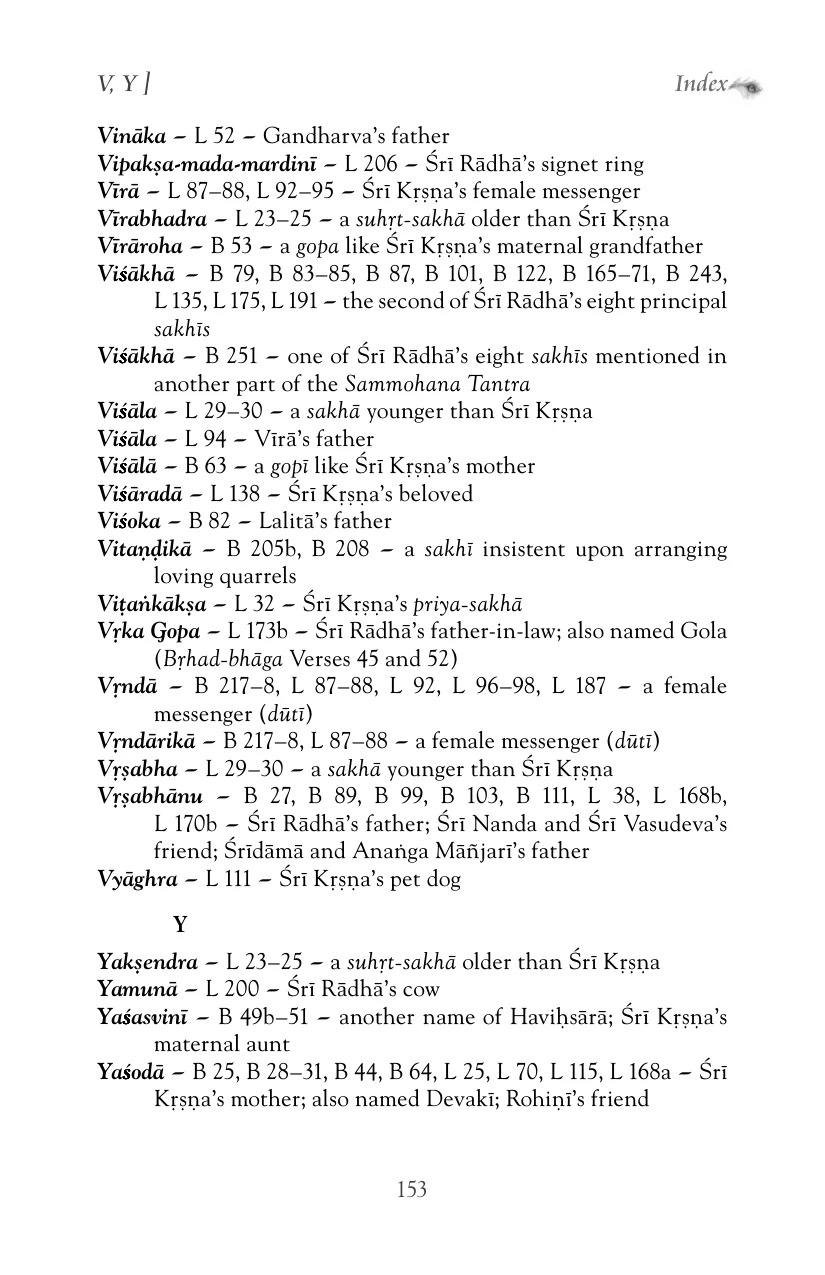 V, Y ]
Index
Vināka – L 52 – Gandharva’s father
Vipakṣa-mada-mardinī – L 206 – Śrī Rādhā’s signet ring
Vīrā – L 87–88, L 92–95 – Śrī Kṛṣṇa’s female messenger
Vīrabhadra – L 23–25 – a suhṛt-sakhā older than Śrī Kṛṣṇa
Vīrāroha – B 53 – a gopa like Śrī Kṛṣṇa’s maternal grandfather
Viśākhā – B 79, B 83–85, B 87, B 101, B 122, B 165–71, B 243,
L 135, L 175, L 191 – the second of Śrī Rādhā’s eight principal
sakhīs
Viśākhā – B 251 – one of Śrī Rādhā’s eight sakhīs mentioned in
another part of the Sammohana Tantra
Viśāla – L 29–30 – a sakhā younger than Śrī Kṛṣṇa
Viśāla – L 94 – Vīrā’s father
Viśālā – B 63 – a gopī like Śrī Kṛṣṇa’s mother
Viśāradā – L 138 – Śrī Kṛṣṇa’s beloved
Viśoka – B 82 – Lalitā’s father
Vitaṇḍikā – B 205b, B 208 – a sakhī insistent upon arranging
loving quarrels
Viṭaṅkākṣa – L 32 – Śrī Kṛṣṇa’s priya-sakhā
Vṛka Gopa – L 173b – Śrī Rādhā’s father-in-law; also named Gola
(Bṛhad-bhāga Verses 45 and 52)
Vṛndā – B 217–8, L 87–88, L 92, L 96–98, L 187 – a female
messenger (dūtī)
Vṛndārikā – B 217–8, L 87–88 – a female messenger (dūtī)
Vṛṣabha – L 29–30 – a sakhā younger than Śrī Kṛṣṇa
Vṛṣabhānu – B 27, B 89, B 99, B 103, B 111, L 38, L 168b,
L 170b – Śrī Rādhā’s father; Śrī Nanda and Śrī Vasudeva’s
friend; Śrīdāmā and Anaṅga Māñjarī’s father
Vyāghra – L 111 – Śrī Kṛṣṇa’s pet dog
Y
Yakṣendra – L 23–25 – a suhṛt-sakhā older than Śrī Kṛṣṇa
Yamunā – L 200 – Śrī Rādhā’s cow
Yaśasvinī – B 49b–51 – another name of Haviḥsārā; Śrī Kṛṣṇa’s
maternal aunt
Yaśodā – B 25, B 28–31, B 44, B 64, L 25, L 70, L 115, L 168a – Śrī
Kṛṣṇa’s mother; also named Devakī; Rohiṇī’s friend
153